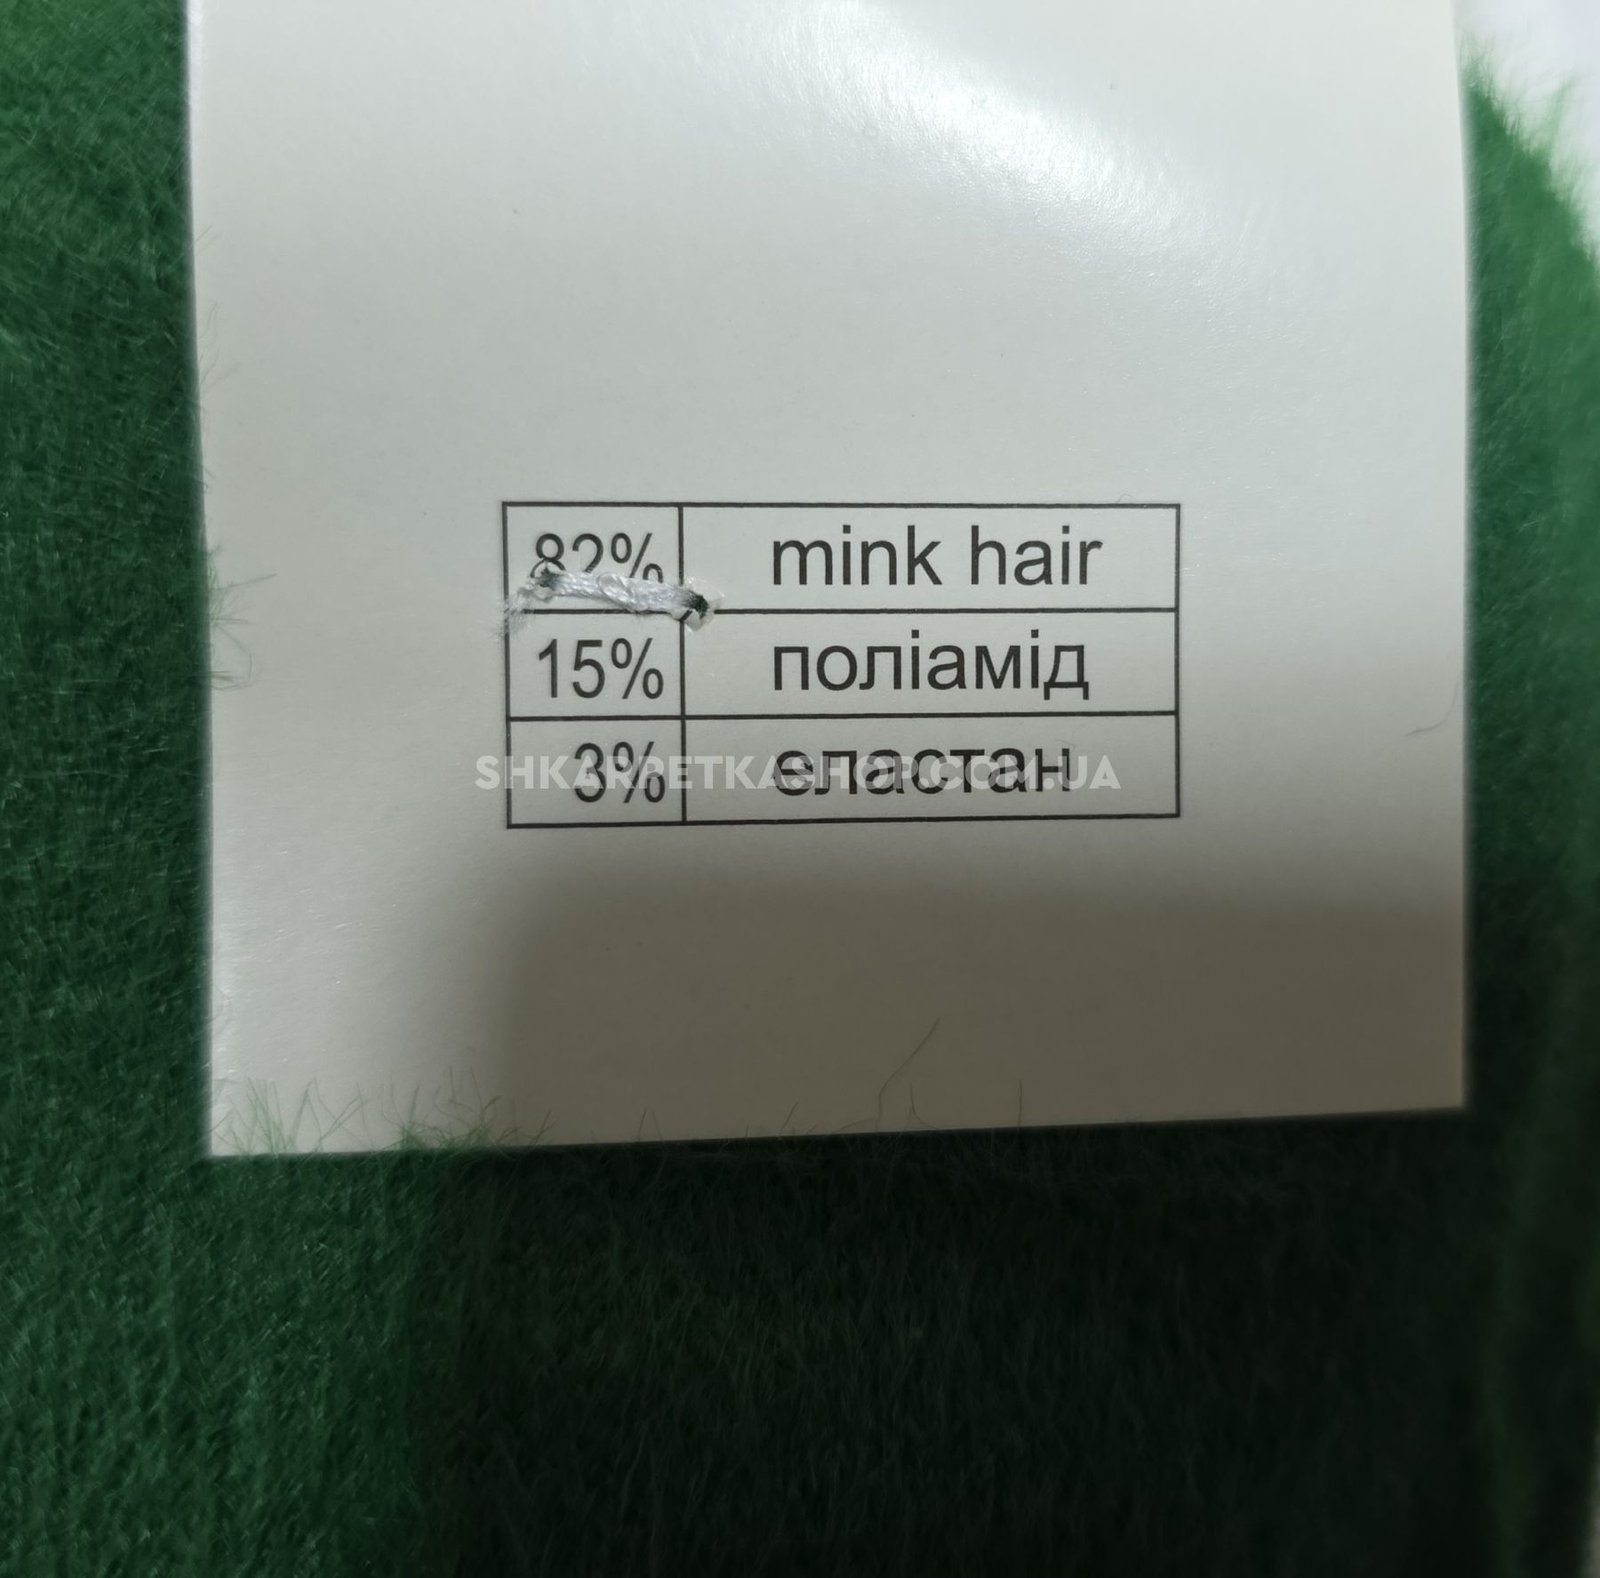 82% mink hair
15% поліамід
3% еластан
SHKARPETKASHOP.COM.UA